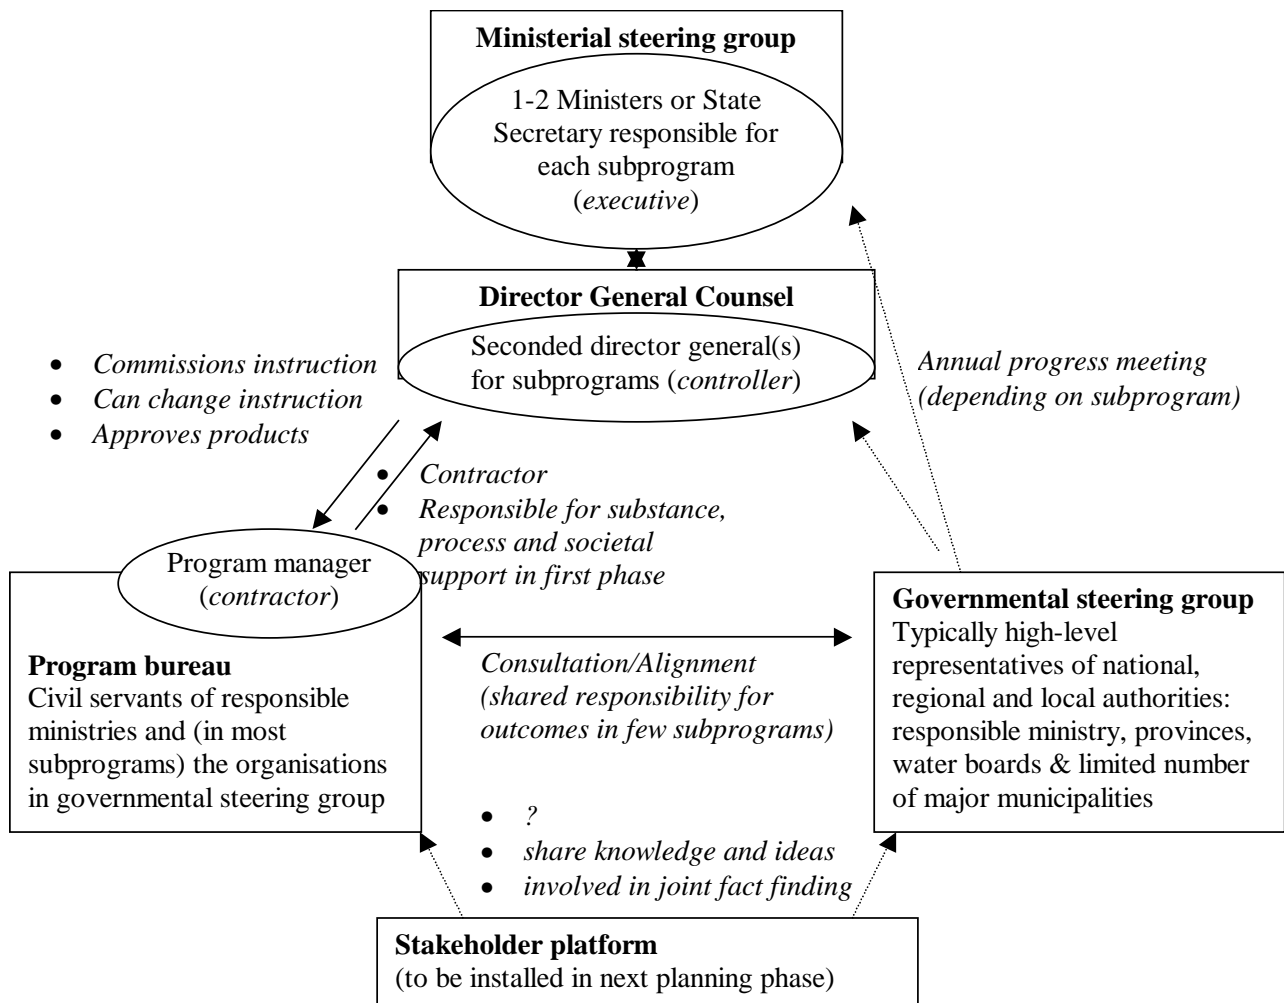 Ministerial steering group
1-2 Ministers or State
Secretary responsible for
each subprogram
(executive)
Director General Counsel
Seconded director general(s)
for subprograms (controller)
• Commissions instruction
• Can change instruction
• Approves products
Annual progress meeting
(depending on subprogram)
• Contractor
• Responsible for substance,
process and societal
support in first phase
Program manager
(contractor)
Program bureau
Civil servants of responsible
ministries and (in most
subprograms) the organisations
in governmental steering group
Consultation/Alignment
(shared responsibility for
outcomes in few subprograms)
Governmental steering group
Typically high-level
representatives of national,
regional and local authorities:
responsible ministry, provinces,
water boards & limited number
of major municipalities
• ?
• share knowledge and ideas
• involved in joint fact finding
Stakeholder platform
(to be installed in next planning phase)